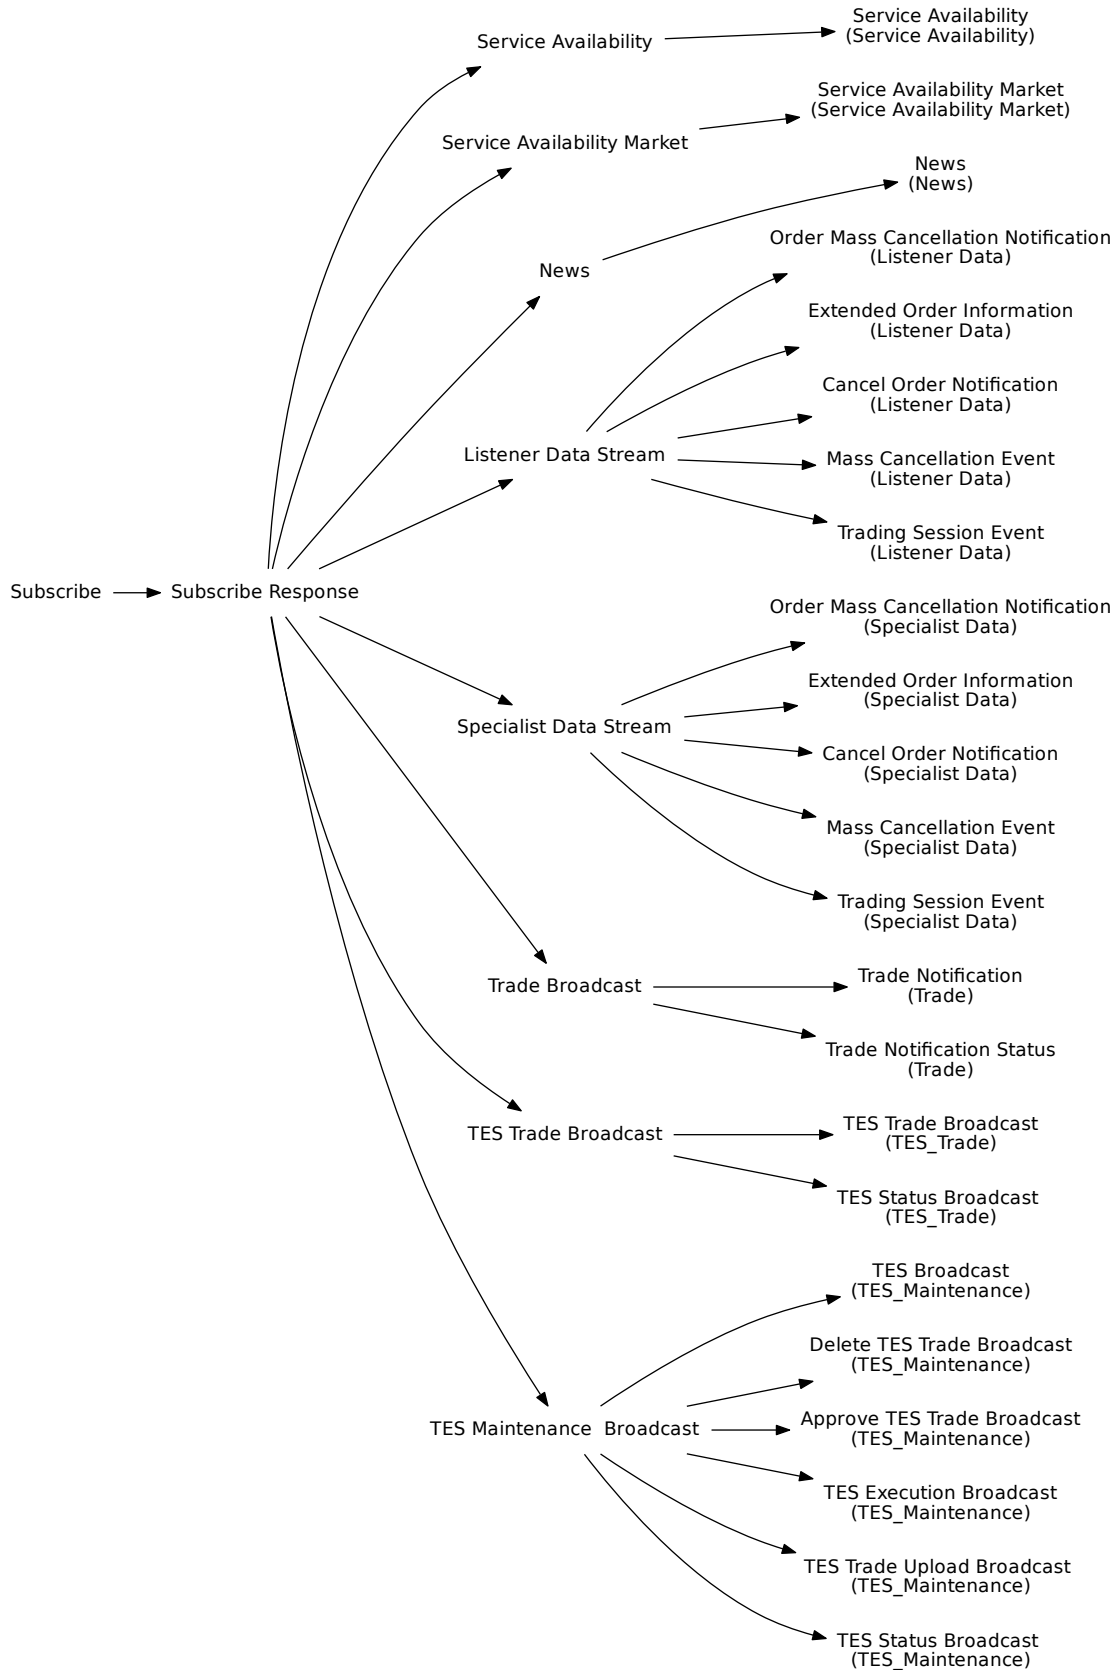 Service Availability
Service Availability
(Service Availability)
Service Availability Market
Service Availability Market
(Service Availability Market)
News
News
(News)
Listener Data Stream
Order Mass Cancellation Notification
(Listener Data)
Extended Order Information
(Listener Data)
Cancel Order Notification
(Listener Data)
Mass Cancellation Event
(Listener Data)
Trading Session Event
(Listener Data)
Subscribe
Subscribe Response
Specialist Data Stream
Order Mass Cancellation Notification
(Specialist Data)
Extended Order Information
(Specialist Data)
Cancel Order Notification
(Specialist Data)
Mass Cancellation Event
(Specialist Data)
Trading Session Event
(Specialist Data)
Trade Broadcast
Trade Notification
(Trade)
Trade Notification Status
(Trade)
TES Trade Broadcast
TES Trade Broadcast
(TES_Trade)
TES Status Broadcast
(TES_Trade)
TES Maintenance  Broadcast
TES Broadcast
(TES_Maintenance)
Delete TES Trade Broadcast
(TES_Maintenance)
Approve TES Trade Broadcast
(TES_Maintenance)
TES Execution Broadcast
(TES_Maintenance)
TES Trade Upload Broadcast
(TES_Maintenance)
TES Status Broadcast
(TES_Maintenance)